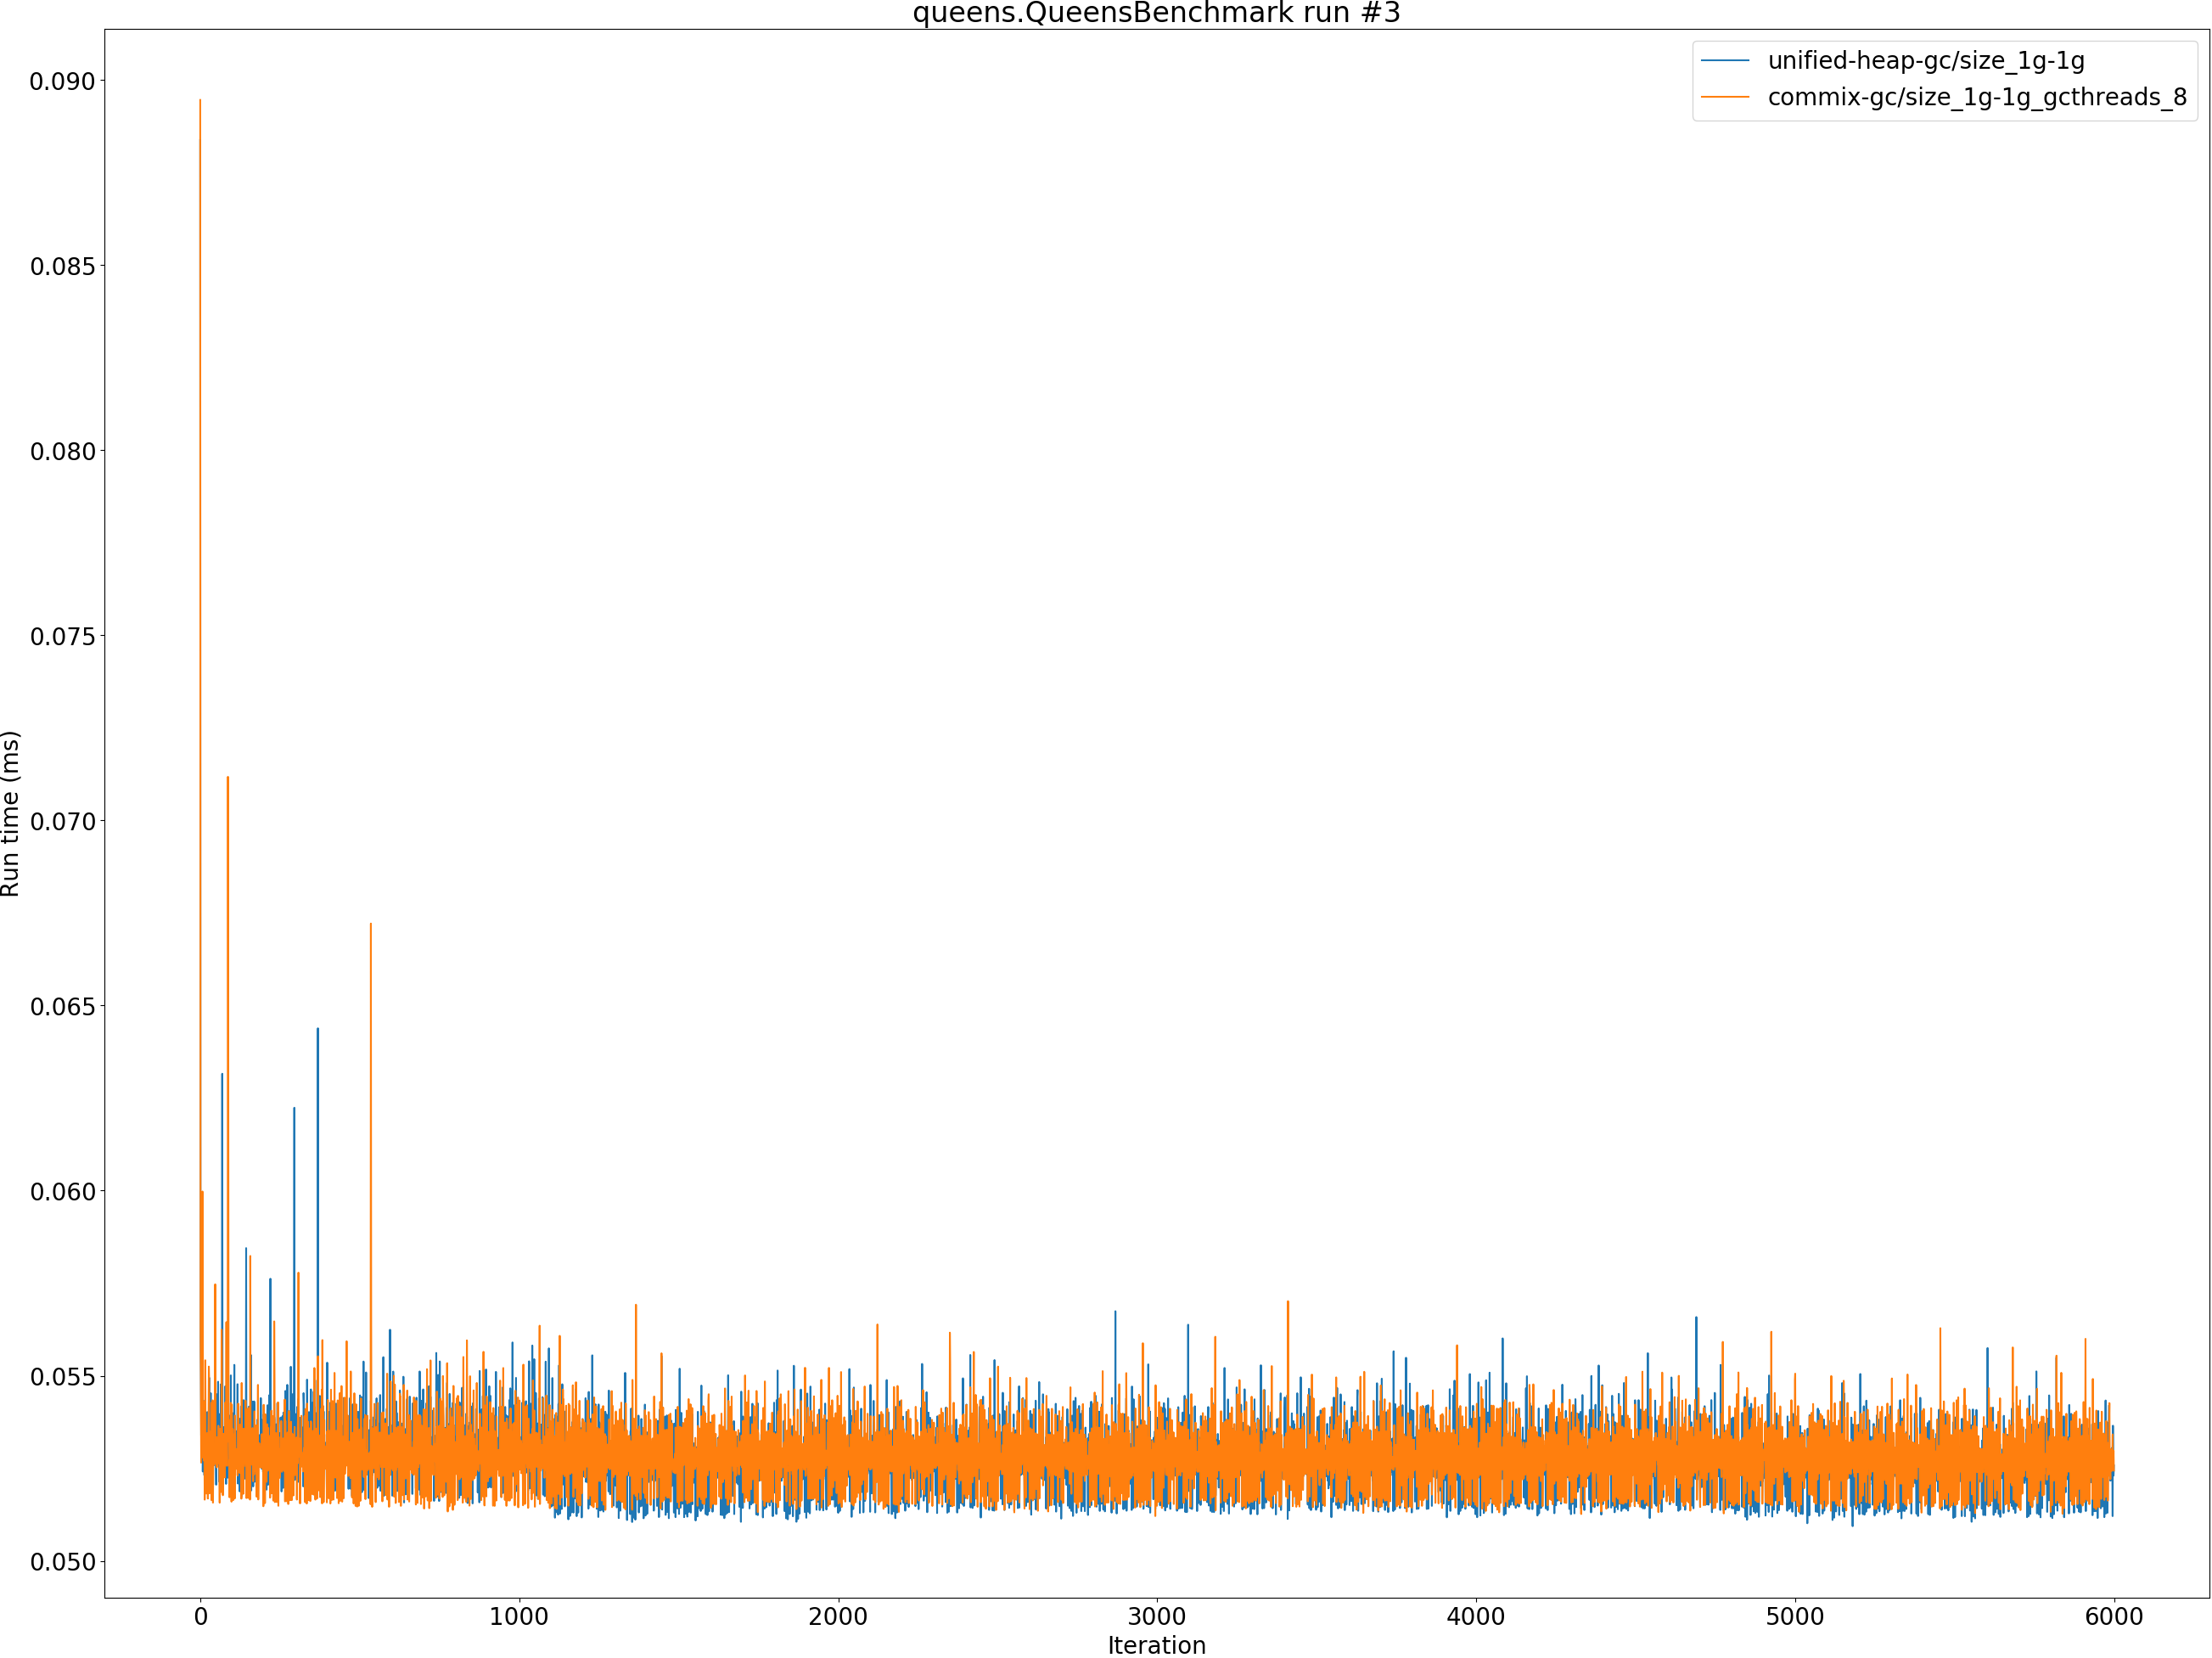 queens.QueensBenchmark run #3
unified-heap-gc/size_1g-1g
commix-gc/size_1g-1g_gcthreads_8
0.090
0.085
0.080
0.075
0.070
0.065
0.060
0.055
0.050
Run time (ms)
0 1000 2000 3000 4000 5000 6000
Iteration